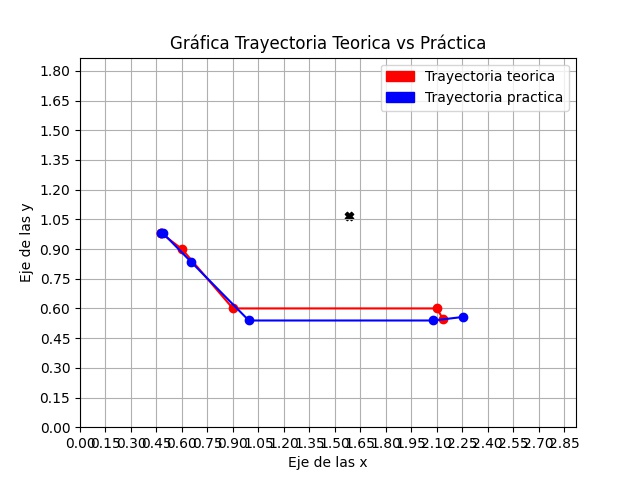 Gráfica Trayectoria Teorica vs Práctica
Trayectoria teorica
Trayectoria practica
Eje de las y
1.80
1.65
1.50
1.35
1.20
1.05
0.90
0.75
0.60
0.45
0.30
0.15
0.00
0.00 0.15 0.30 0.45 0.60 0.75 0.90 1.05 1.20 1.35 1.50 1.65 1.80 1.95 2.10 2.25 2.40 2.55 2.70 2.85
Eje de las x